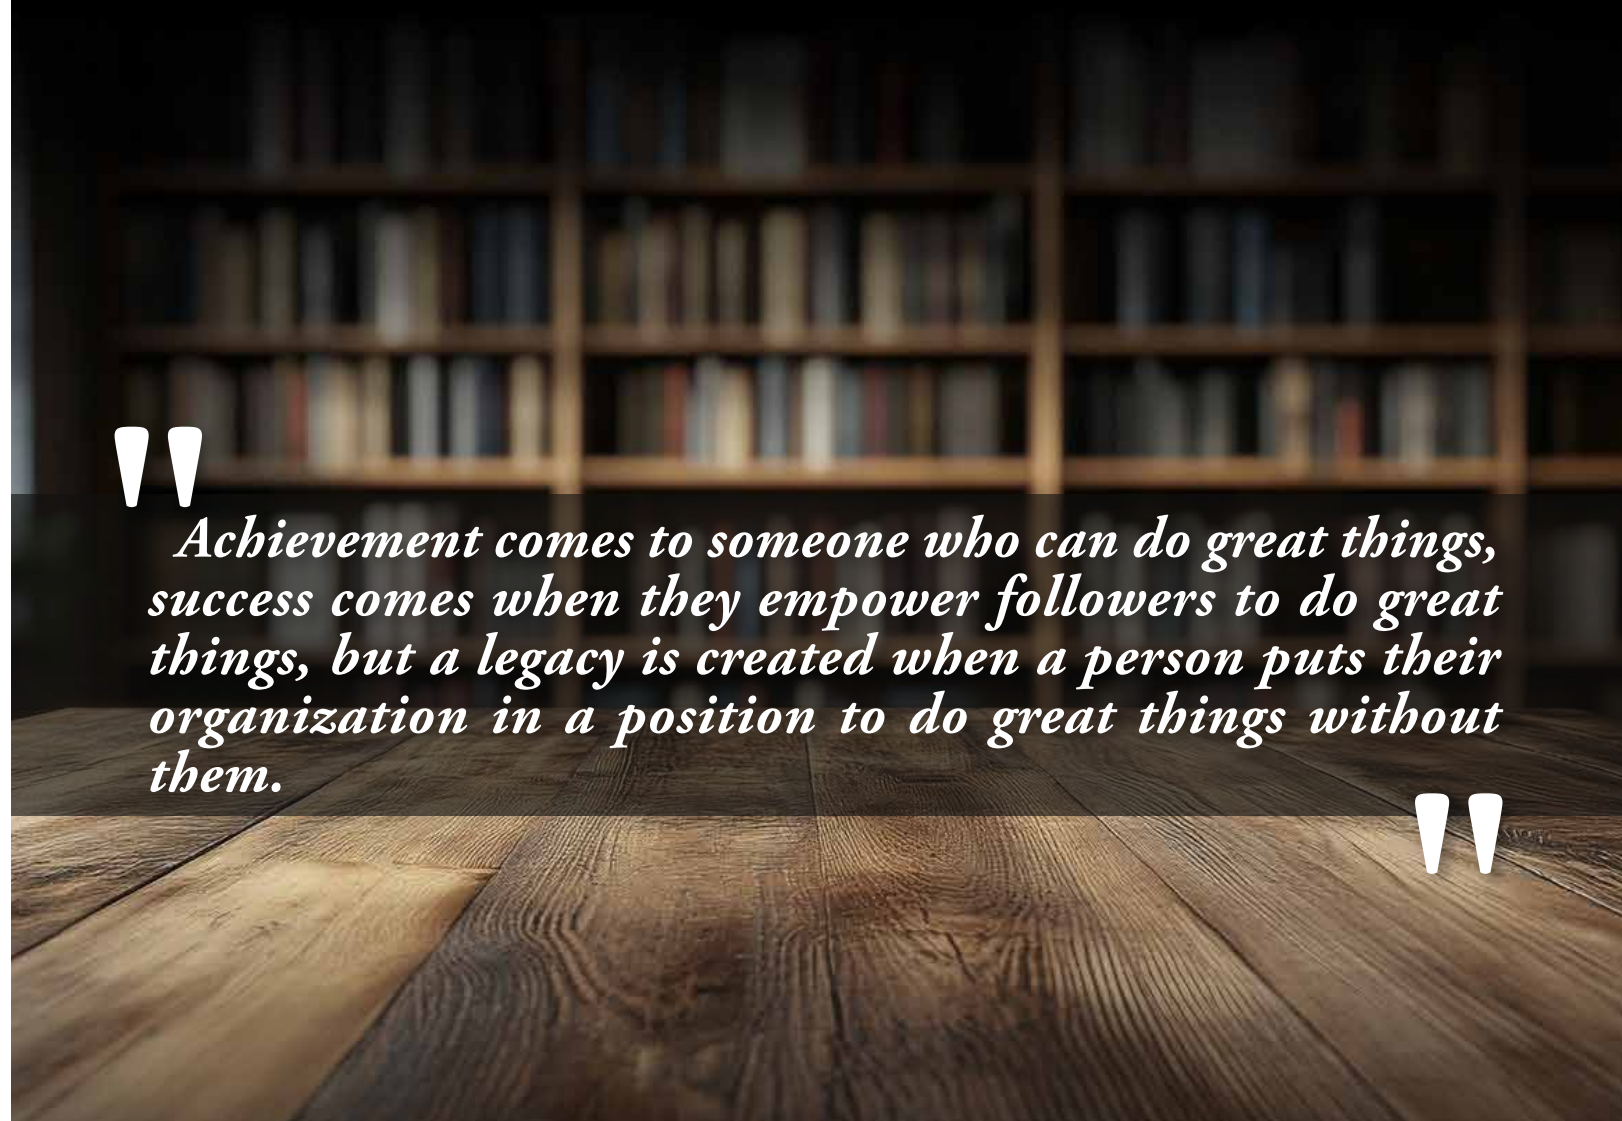 "
Achievement comes to someone who can do great things,
success comes when they empower followers to do great
things, but a legacy is created when a person puts their
organization in a position to do great things without
them.
"